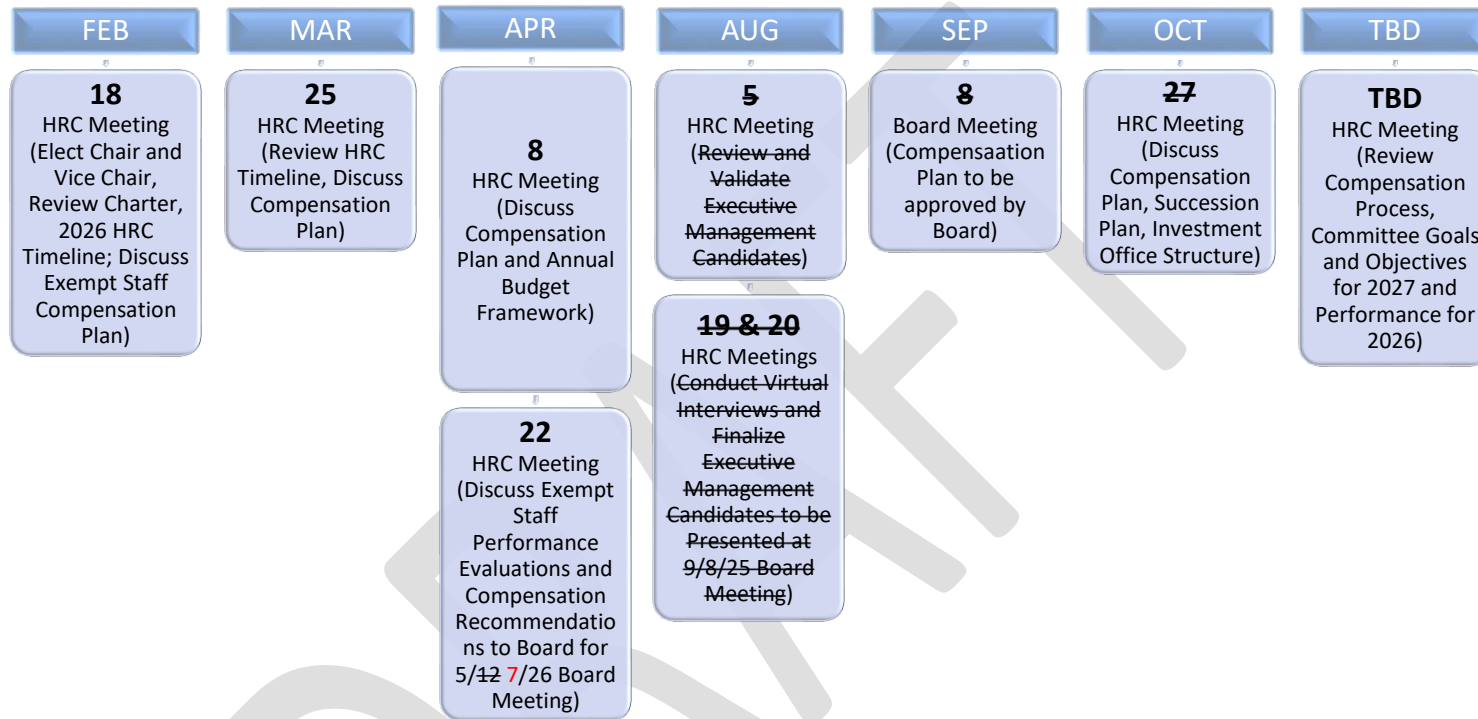 FEB
18
HRC Meeting
(Elect Chair and
Vice Chair,
Review Charter,
2026 HRC
Timeline; Discuss
Exempt Staff
Compensation
Plan)
MAR
25
HRC Meeting
(Review HRC
Timeline, Discuss
Compensation
Plan)
APR
8
HRC Meeting
(Discuss
Compensation
Plan and Annual
Budget
Framework)
22
HRC Meeting
(Discuss Exempt
Staff
Performance
Evaluations and
Compensation
Recommendatio
ns to Board for
5/12 7/26 Board
Meeting)
AUG
5
HRC Meeting
(Review and
Validate
Executive
Management
Candidates)
19 & 20
HRC Meetings
(Conduct Virtual
Interviews and
Finalize
Executive
Management
Candidates to be
Presented at
9/8/25 Board
Meeting)
SEP
8
Board Meeting
(Compensaation
Plan to be
approved by
Board)
OCT
27
HRC Meeting
(Discuss
Compensation
Plan, Succession
Plan, Investment
Office Structure)
TBD
TBD
HRC Meeting
(Review
Compensation
Process,
Committee Goals
and Objectives
for 2027 and
Performance for
2026)
DRAFT